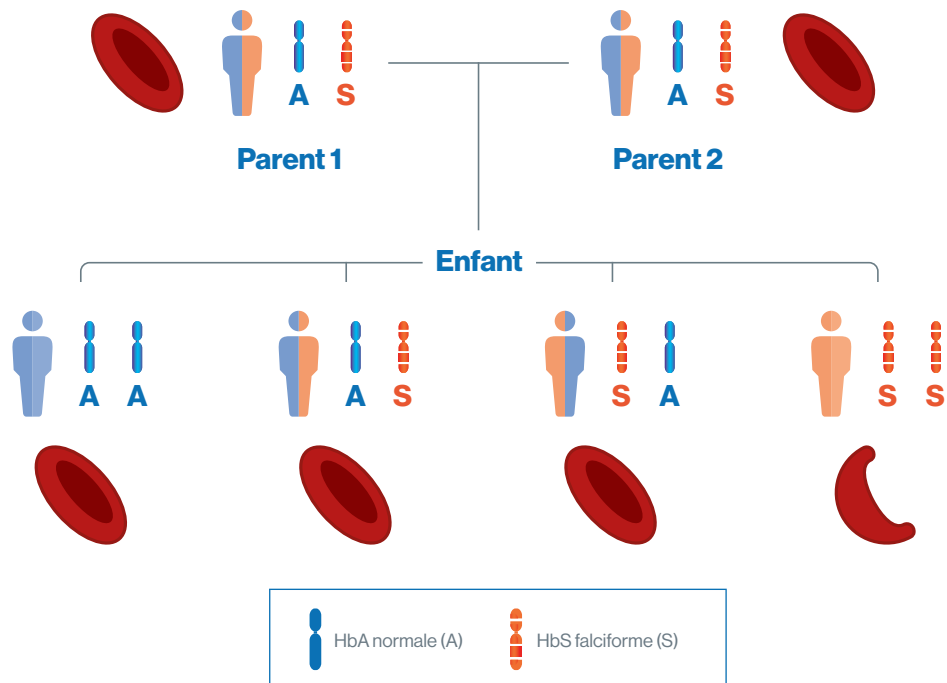 A S A S
Parent 1 Parent 2
Enfant
A A A S S A S S
HbA normale (A) HbS falciforme (S)